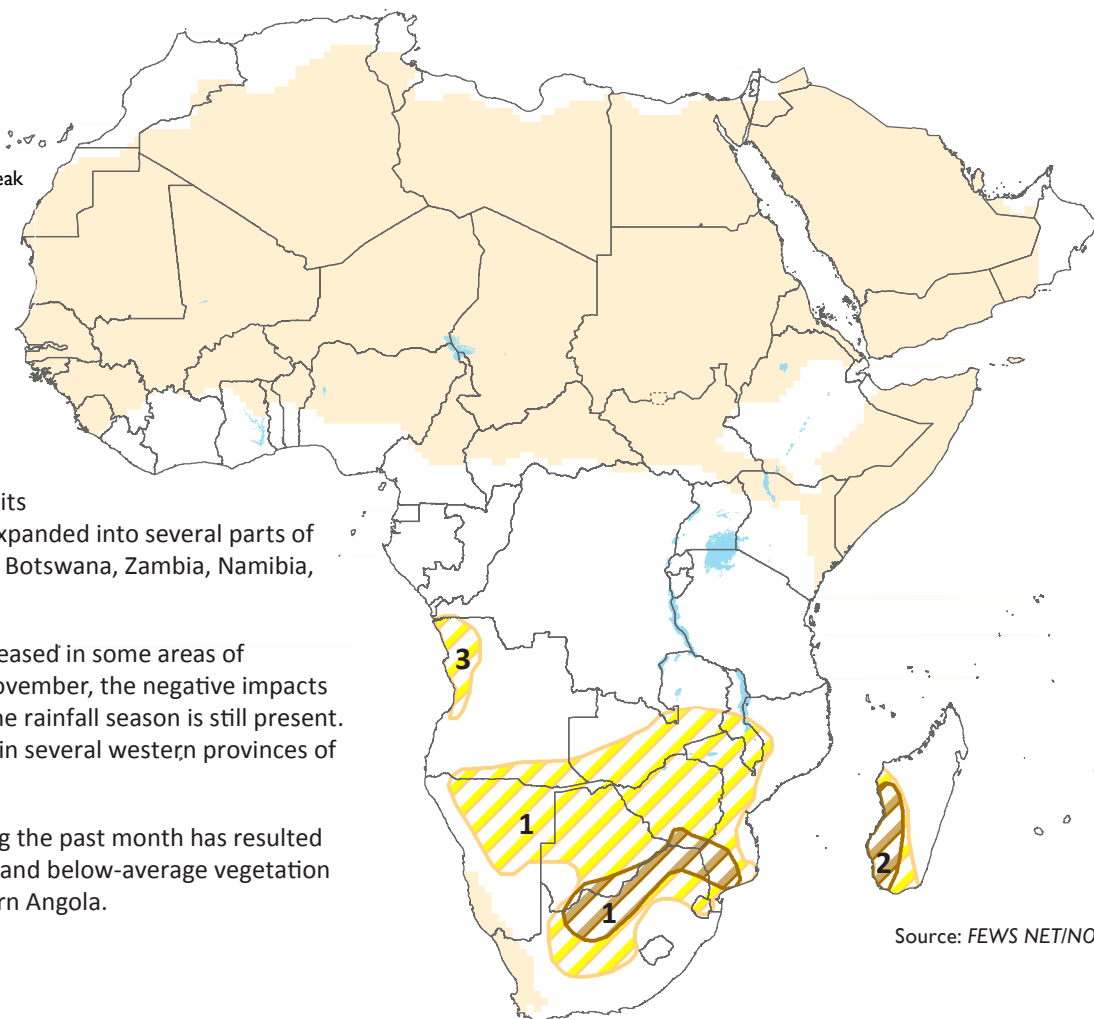 eak
its
xpanded into several parts of
Botswana, Zambia, Namibia,
eased in some areas of
ovember, the negative impacts
ne rainfall season is still present.
in several western provinces of
g the past month has resulted
and below-average vegetation
rn Angola.
3
1
1
2
Source: FEWS NET/NO